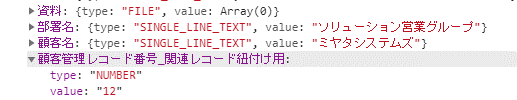 ▶ 資料: {type: "FILE", value: Array(0)}
▶ 部署名: {type: "SINGLE_LINE_TEXT", value: "ソリューション営業グループ"}
▶ 顧客名: {type: "SINGLE_LINE_TEXT", value: "ミヤタシステムズ"}
▼ 顧客管理レコード番号_関連レコード紐付け用:
type: "NUMBER"
value: "12"